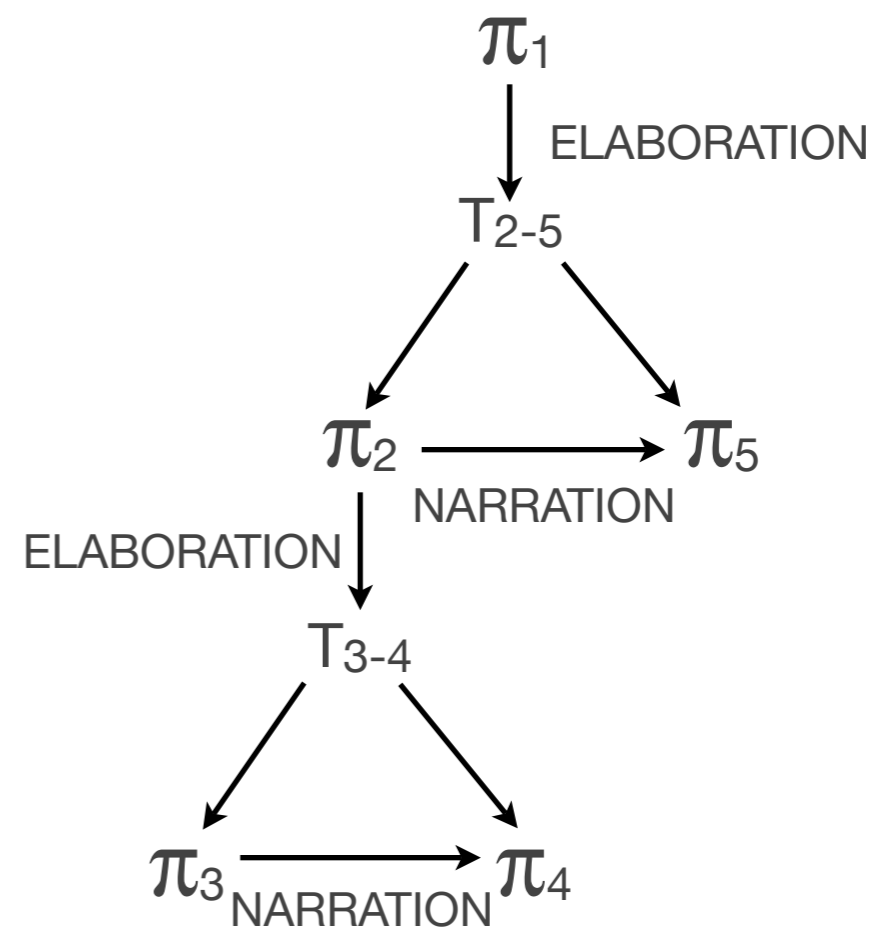 π1
ELABORATION
T2-5
π2
π5
NARRATION
ELABORATION
T3-4
π3
π4
NARRATION